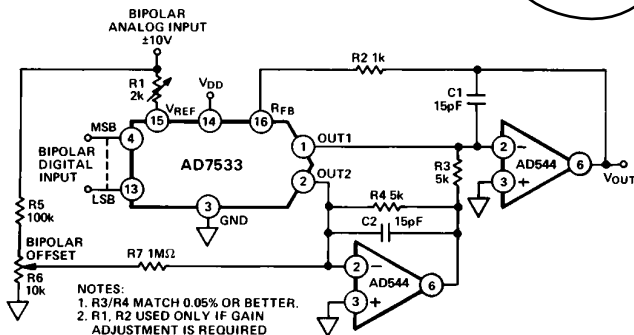 BIPOLAR
ANALOG INPUT
±10V
R1
2k
VDD
R2 1k
C1
15pF
VREF
RFB
15
14
16
MSB
4
OUT1
1
2
−
AD544
6
VOUT
3
+
BIPOLAR
DIGITAL
INPUT
AD7533
OUT2
2
R3
5k
LSB
13
3
GND
R4 5k
C2
15pF
R5
100k
BIPOLAR
OFFSET
R7 1MΩ
R6
10k
2
−
AD544
6
3
+
NOTES:
1. R3/R4 MATCH 0.05% OR BETTER.
2. R1, R2 USED ONLY IF GAIN
ADJUSTMENT IS REQUIRED